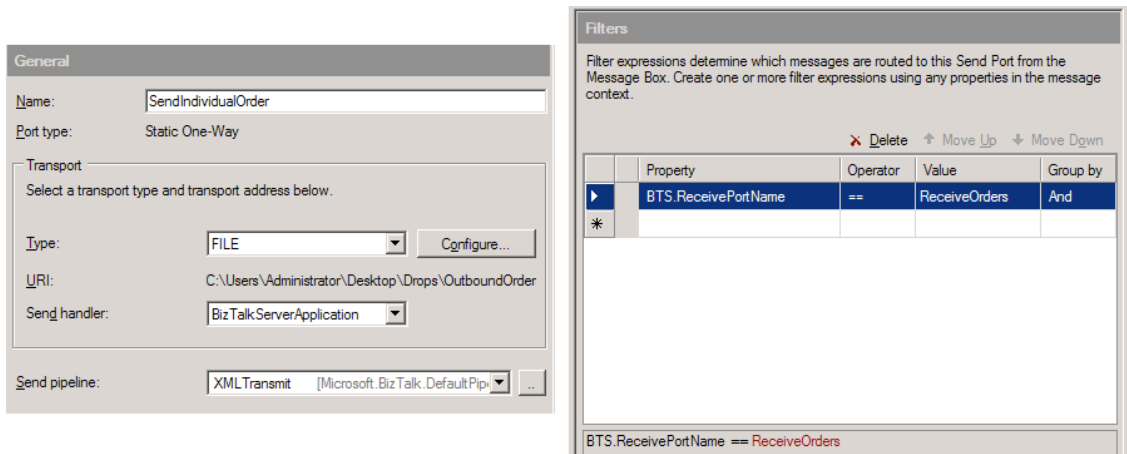 General
Name: SendIndividualOrder
Port type: Static One-Way
Transport
Select a transport type and transport address below.
Type: FILE Configure...
URI: C:\Users\Administrator\Desktop\Drops\OutboundOrder
Send handler: BizTalkServerApplication
Send pipeline: XMLTransmit [Microsoft.BizTalk.DefaultPip ..
Filters
Filter expressions determine which messages are routed to this Send Port from the
Message Box. Create one or more filter expressions using any properties in the message
context.
Delete Move Up Move Down
Property Operator Value Group by
BTS.ReceivePortName == ReceiveOrders And
BTS.ReceivePortName == ReceiveOrders